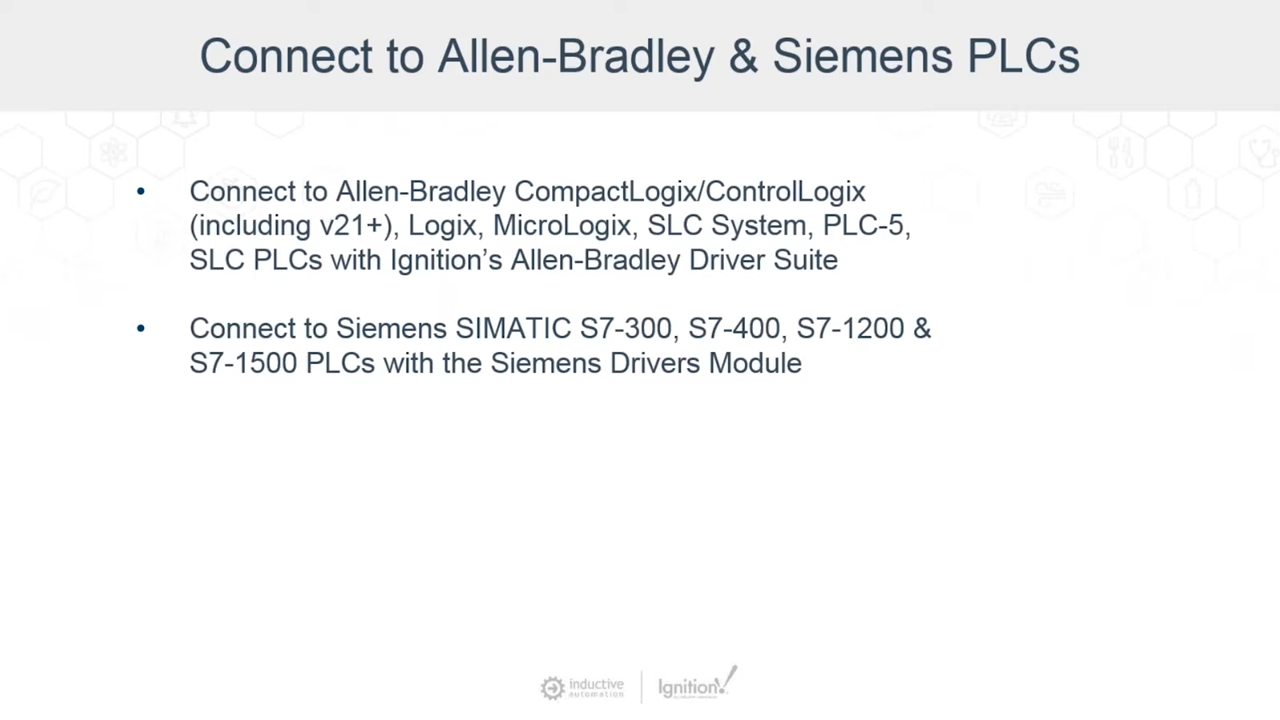 Connect to Allen-Bradley & Siemens PLCs
• Connect to Allen-Bradley CompactLogix/ControlLogix
(including v21+), Logix, MicroLogix, SLC System, PLC-5,
SLC PLCs with Ignition’s Allen-Bradley Driver Suite
• Connect to Siemens SIMATIC S7-300, S7-400, S7-1200 &
S7-1500 PLCs with the Siemens Drivers Module
inductive
automation
Ignition!